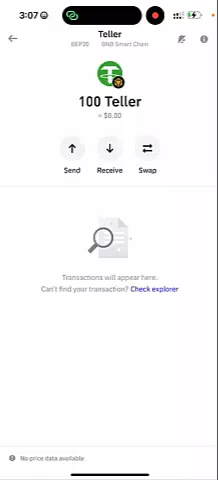 3:07
Teller
BEP20 BNB Smart Chain
100 Teller
≈ $0.00
Send Receive Swap
Transactions will appear here.
Can't find your transaction? Check explorer
No price data available